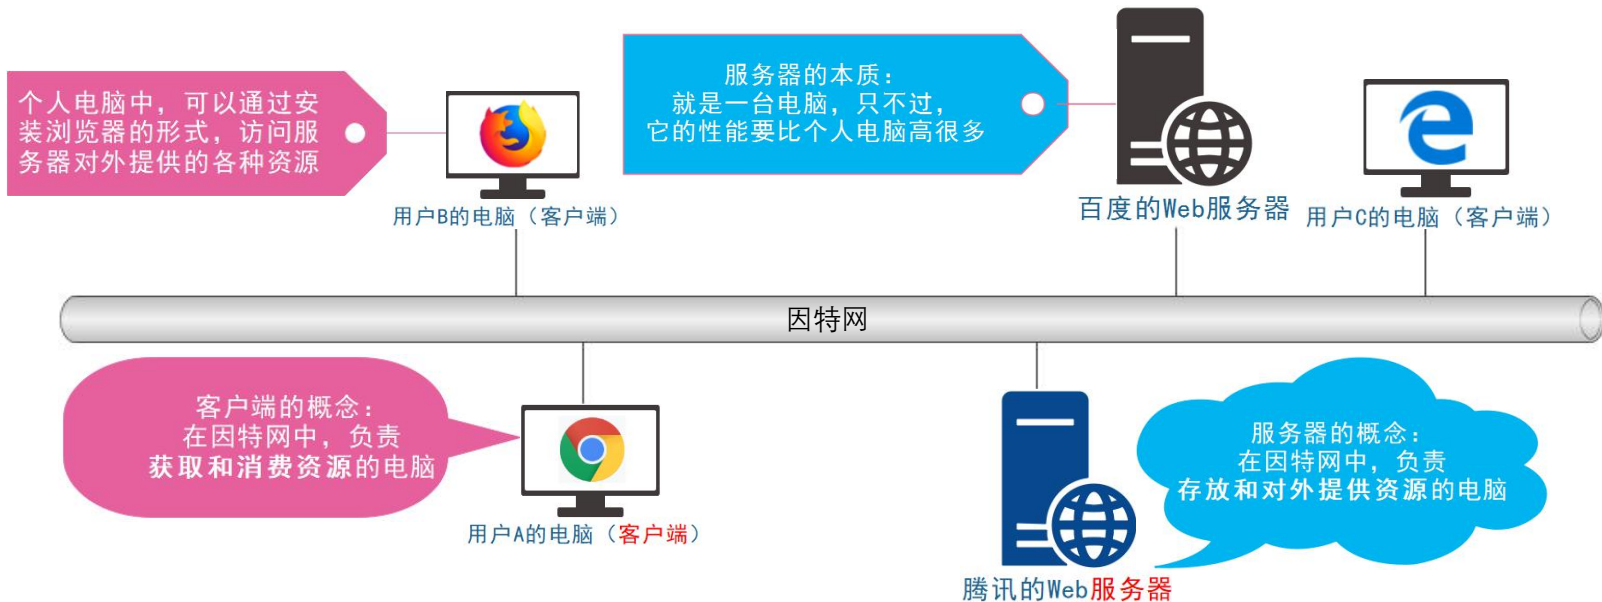 个人电脑中，可以通过安
装浏览器的形式，访问服
务器对外提供的各种资源
用户B的电脑（客户端）
服务器的本质：
就是一台电脑，只不过，
它的性能要比个人电脑高很多
百度的Web服务器
用户C的电脑（客户端）
因特网
客户端的概念：
在因特网中，负责
获取和消费资源的电脑
用户A的电脑（客户端）
腾讯的Web服务器
服务器的概念：
在因特网中，负责
存放和对外提供资源的电脑